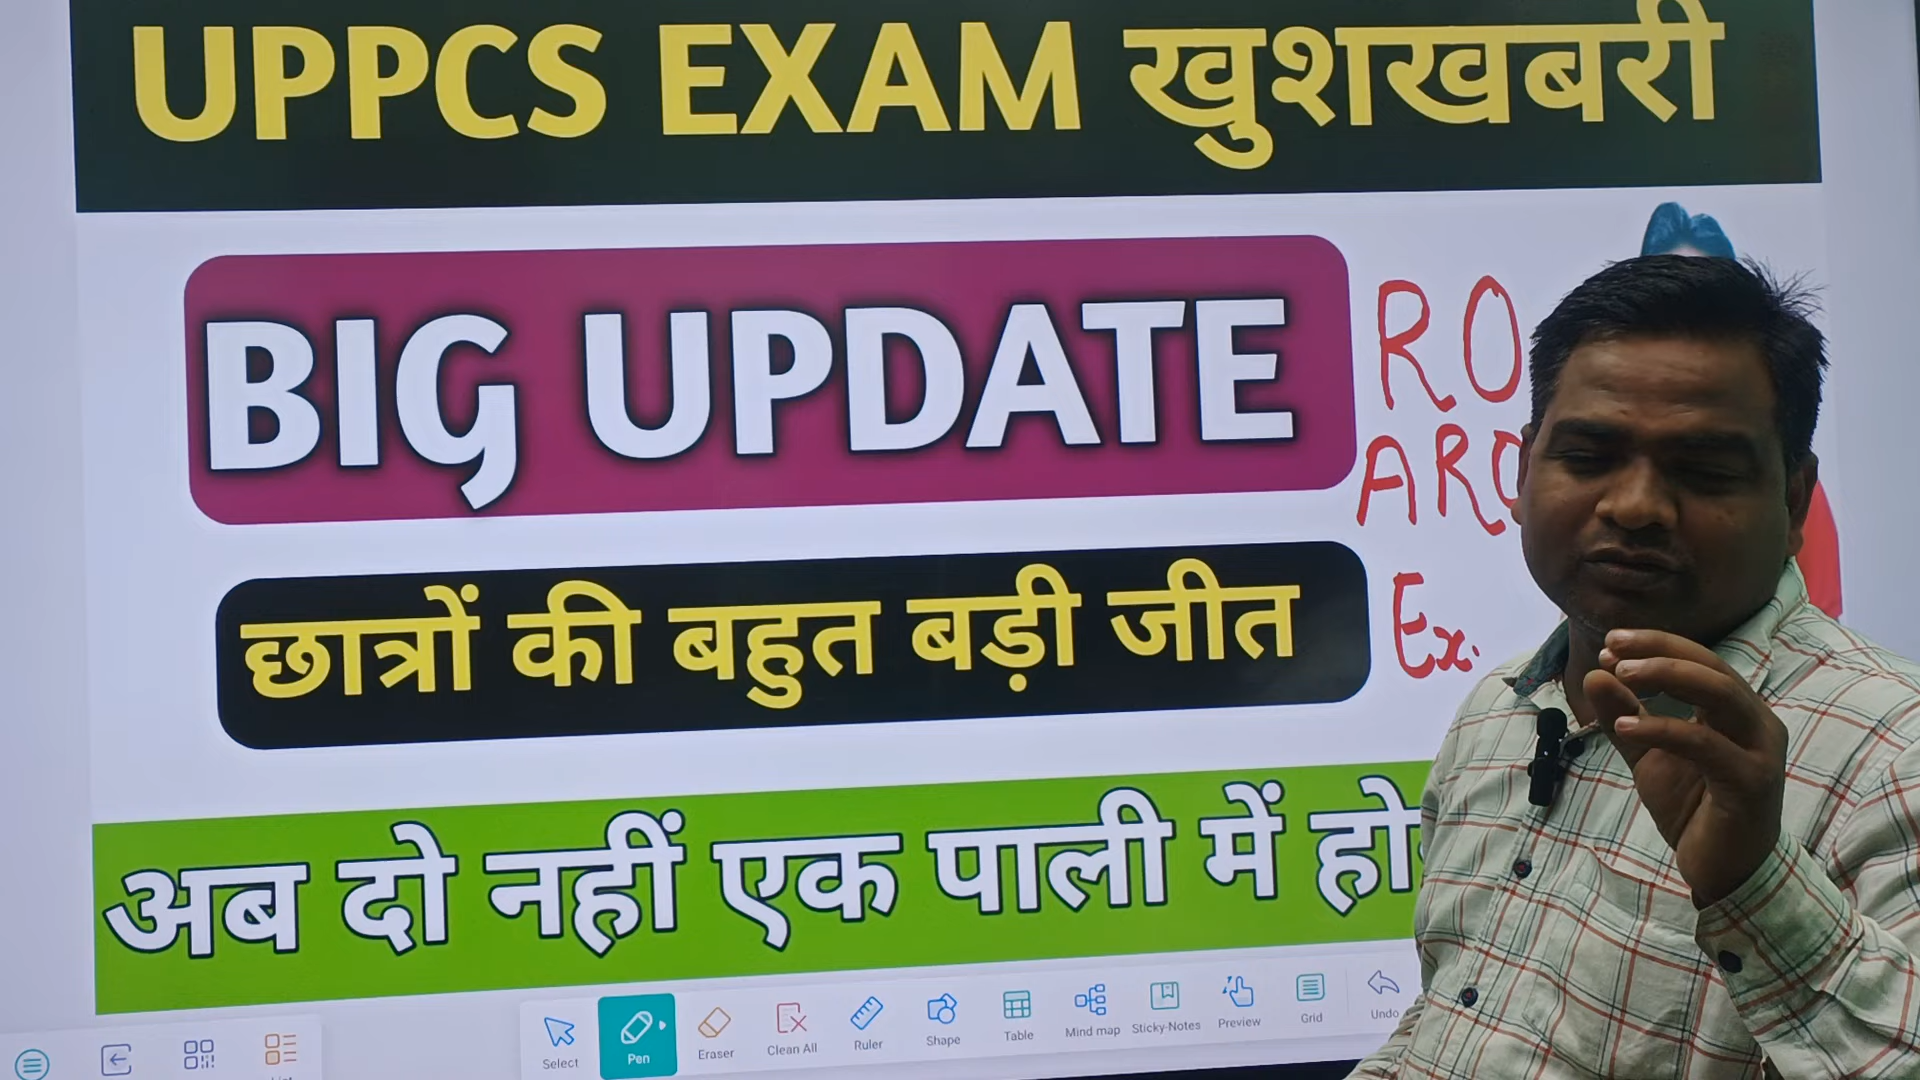 UPPCS EXAM खुशखबरी
BIG UPDATE
RO
ARO
छात्रों की बहुत बड़ी जीत
Ex.
अब दो नहीं एक पाली में
Select
Pen
Eraser
Clean All
Ruler
Shape
Table
Mind map
Sticky-Notes
Preview
Grid
Undo